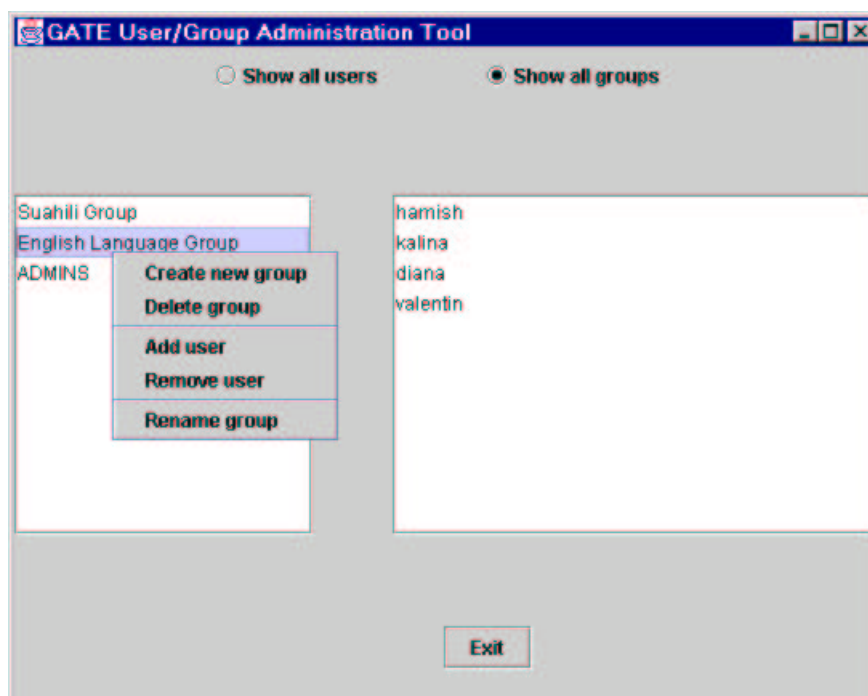 GATE User/Group Administration Tool
Show all users
Show all groups
Suahili Group
English Language Group
ADMINS
Create new group
Delete group
Add user
Remove user
Rename group
hamish
kalina
diana
valentin
Exit